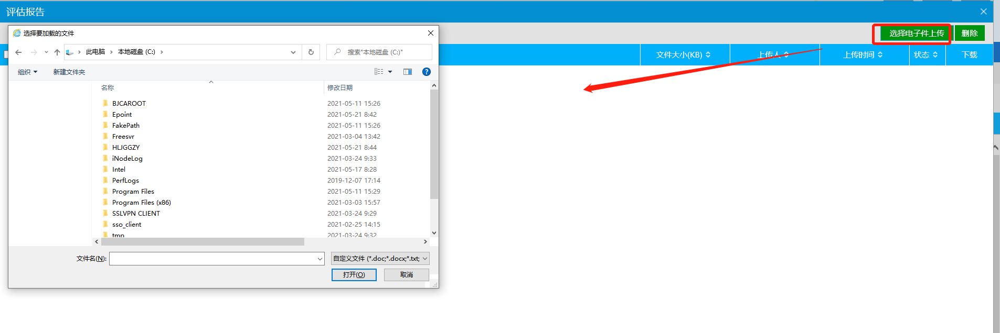 评估报告
选择要加载的文件
选择电子件上传
删除
此电脑
本地磁盘 (C:)
搜索"本地磁盘 (C:)"
文件大小(KB)
上传人
上传时间
状态
下载
组织
新建文件夹
名称
修改日期
BJCAROOT 2021-05-11 15:26
Epoint 2021-05-21 8:42
FakePath 2021-05-11 15:26
Freesvr 2021-03-04 13:42
HLJGGZY 2021-05-21 8:44
iNodeLog 2021-03-24 9:33
Intel 2021-05-17 8:28
PerfLogs 2019-12-07 17:14
Program Files 2021-05-11 15:29
Program Files (x86) 2021-03-03 15:57
SSLVPN CLIENT 2021-03-24 9:29
sso_client 2021-02-25 14:15
tmp 2021-03-24 9:32
文件名(N):
自定义文件 (*.doc;*.docx;*.txt;
打开(O)
取消